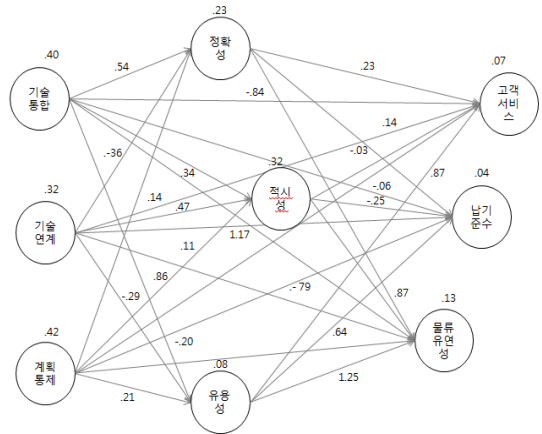 .23
정확
성
.40
기술
통합
.54
.23
.07
고객
서비
스
-.84
.14
.-36
.34
.32
-.03
.87
.04
.32
기술
연계
.14
.47
적시
성
-.06
-.25
납기
준수
1.17
.11
.86
-.29
.- 79
.87
.13
물류
유연
성
.42
계획
통제
-.20
.64
.08
유용
성
.21
1.25